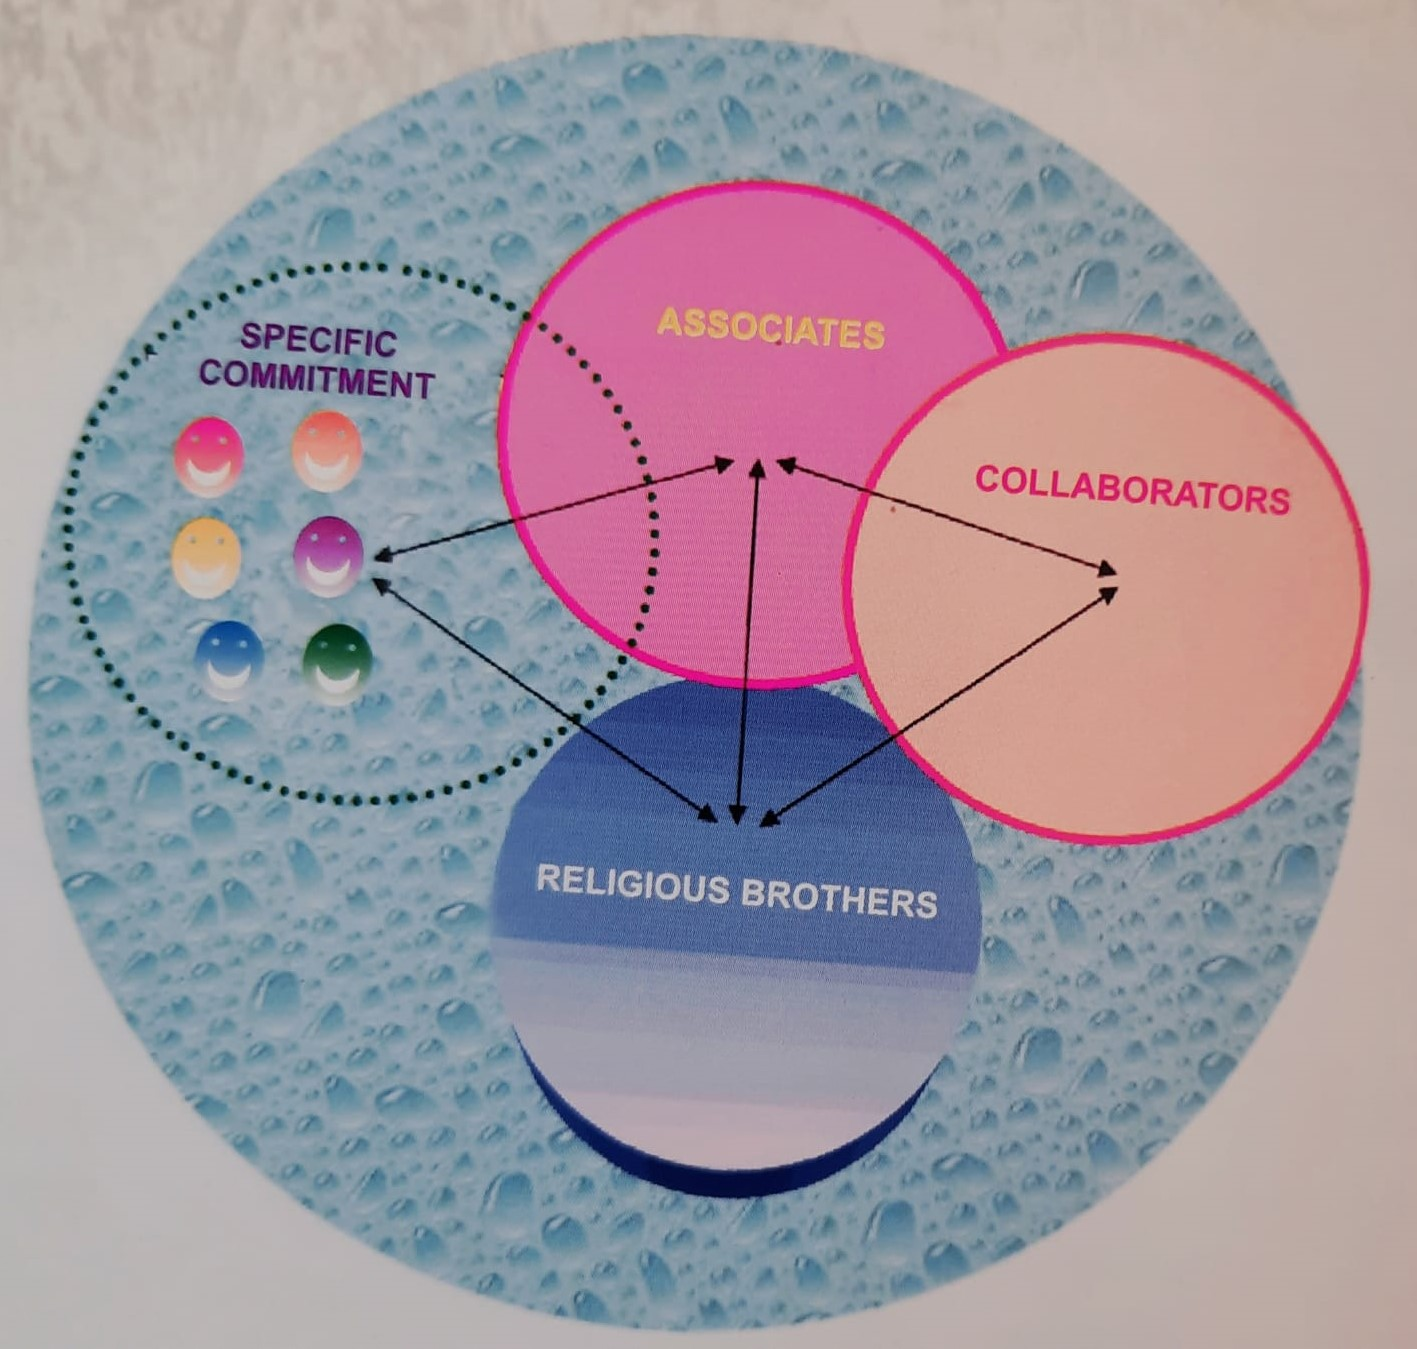 ASSOCIATES
SPECIFIC
COMMITMENT
COLLABORATORS
RELIGIOUS BROTHERS